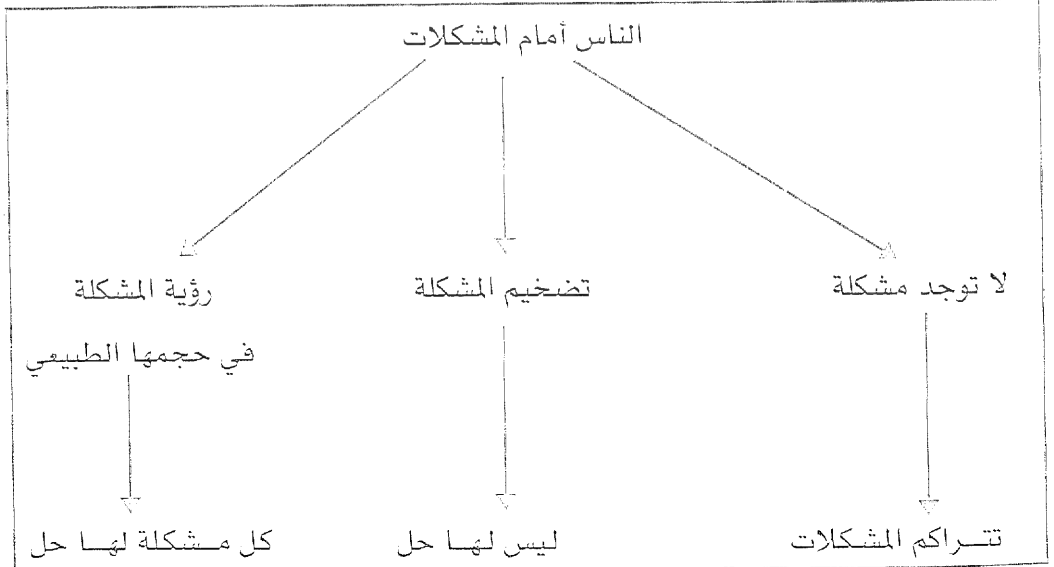 الناس أمام المشكلات
لا توجد مشكلة
تضخيم المشكلة
رؤية المشكلة
في حجمها الطبيعي
تتراكم المشكلات
ليس لها حل
كل مشكلة لها حل